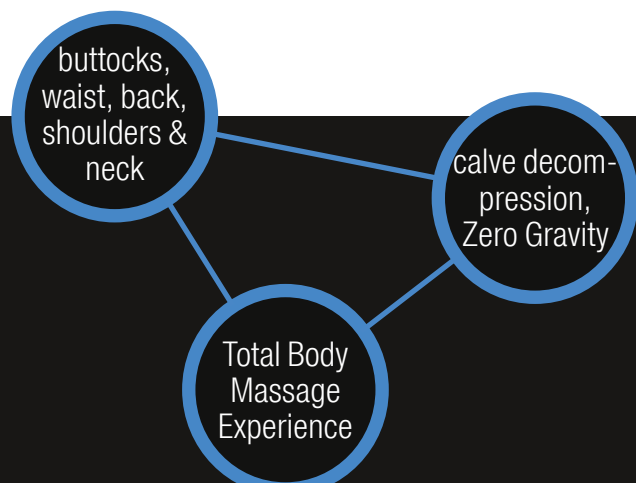 buttocks,
waist, back,
shoulders &
neck
calve decom-
pression,
Zero Gravity
Total Body
Massage
Experience